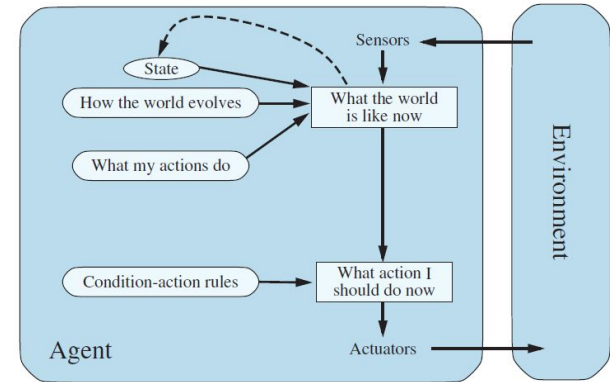 Sensors
State
How the world evolves
What the world
is like now
What my actions do
Environment
Condition-action rules
What action I
should do now
Agent
Actuators